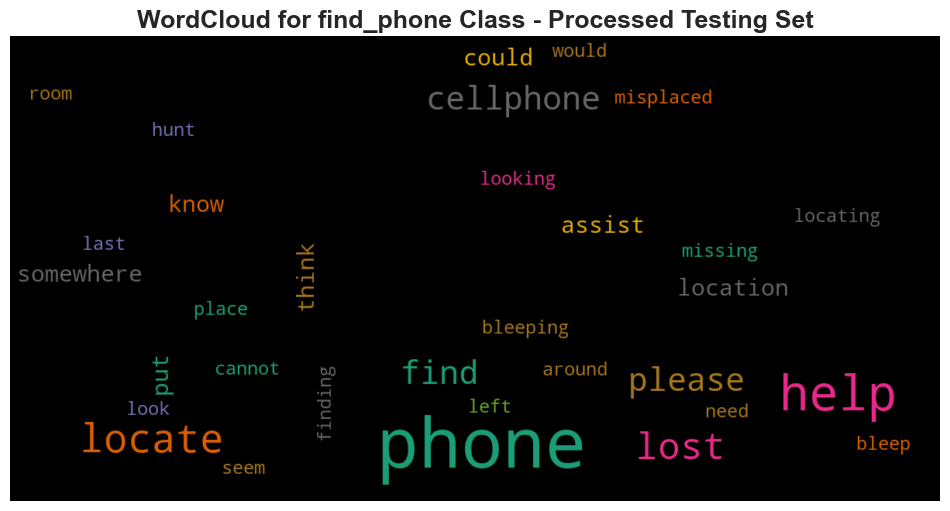 WordCloud for find_phone Class - Processed Testing Set
could
would
room
cellphone
misplaced
hunt
looking
know
assist
locating
last
missing
somewhere
think
location
place
bleeping
put
cannot
finding
find
around
please
help
look
left
need
locate
phone
lost
bleep
seem